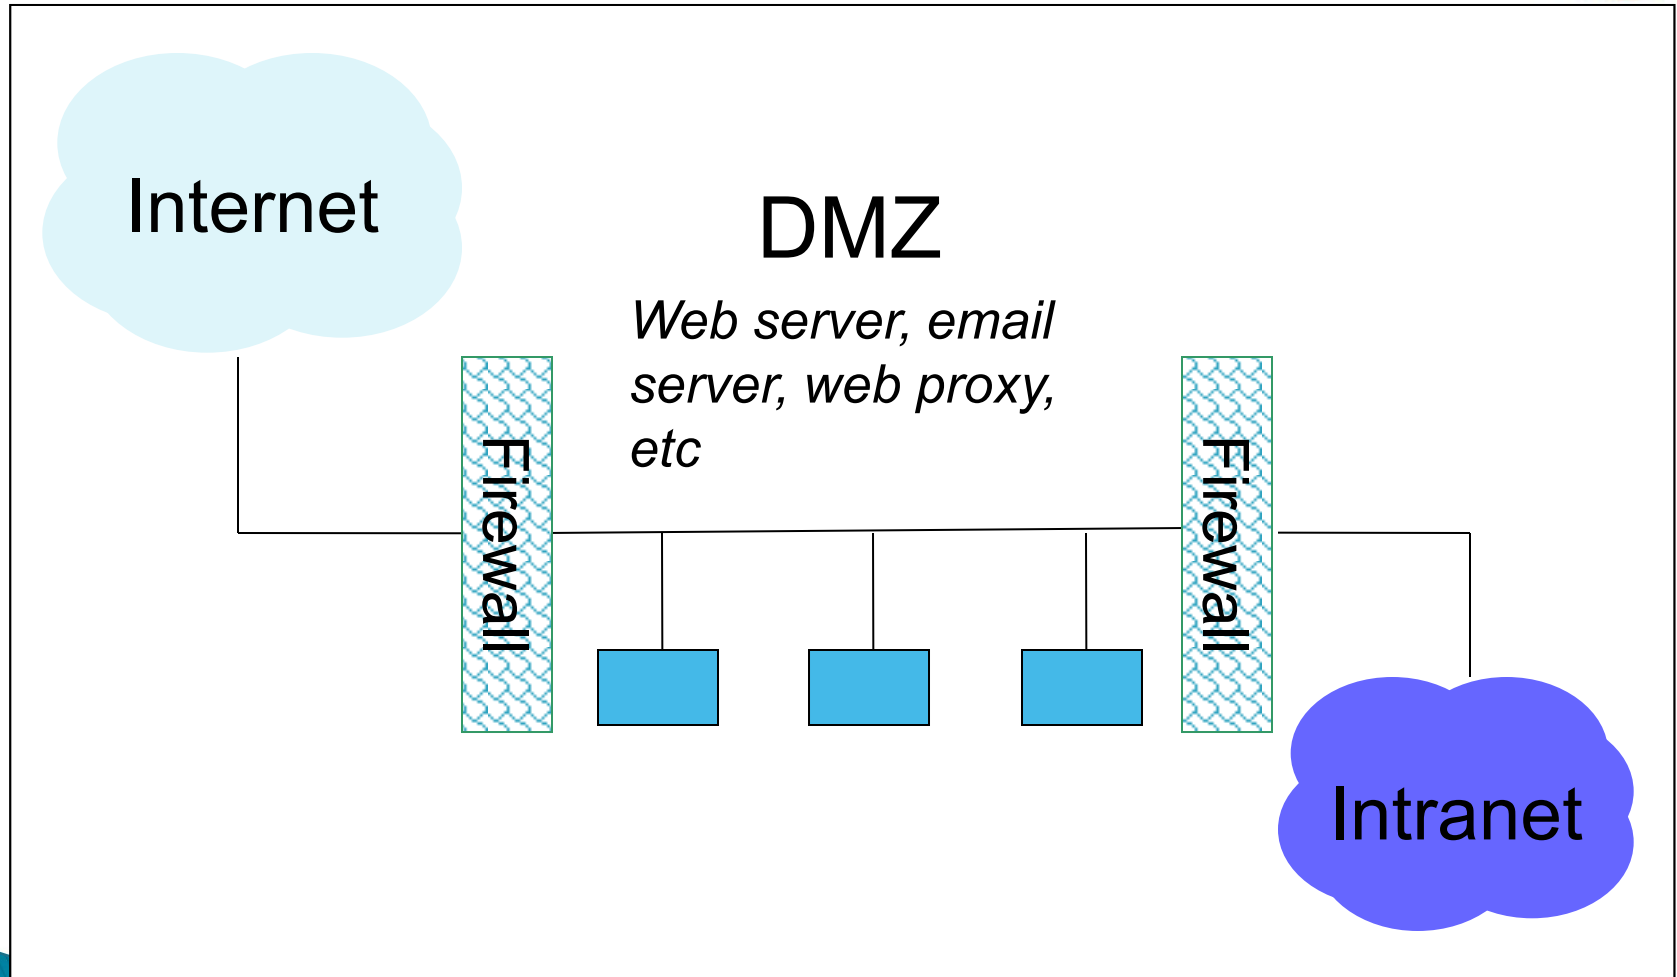 Internet
DMZ
Web server, email
server, web proxy,
etc
Firewall
Firewall
Intranet